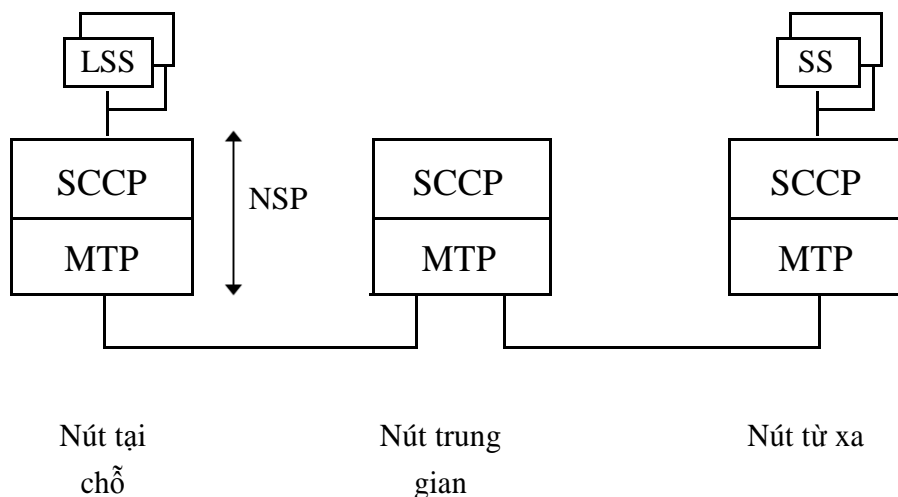 LSS
SS
SCCP
NSP
SCCP
SCCP
MTP
MTP
MTP
Nút tại
chỗ
Nút trung
gian
Nút từ xa